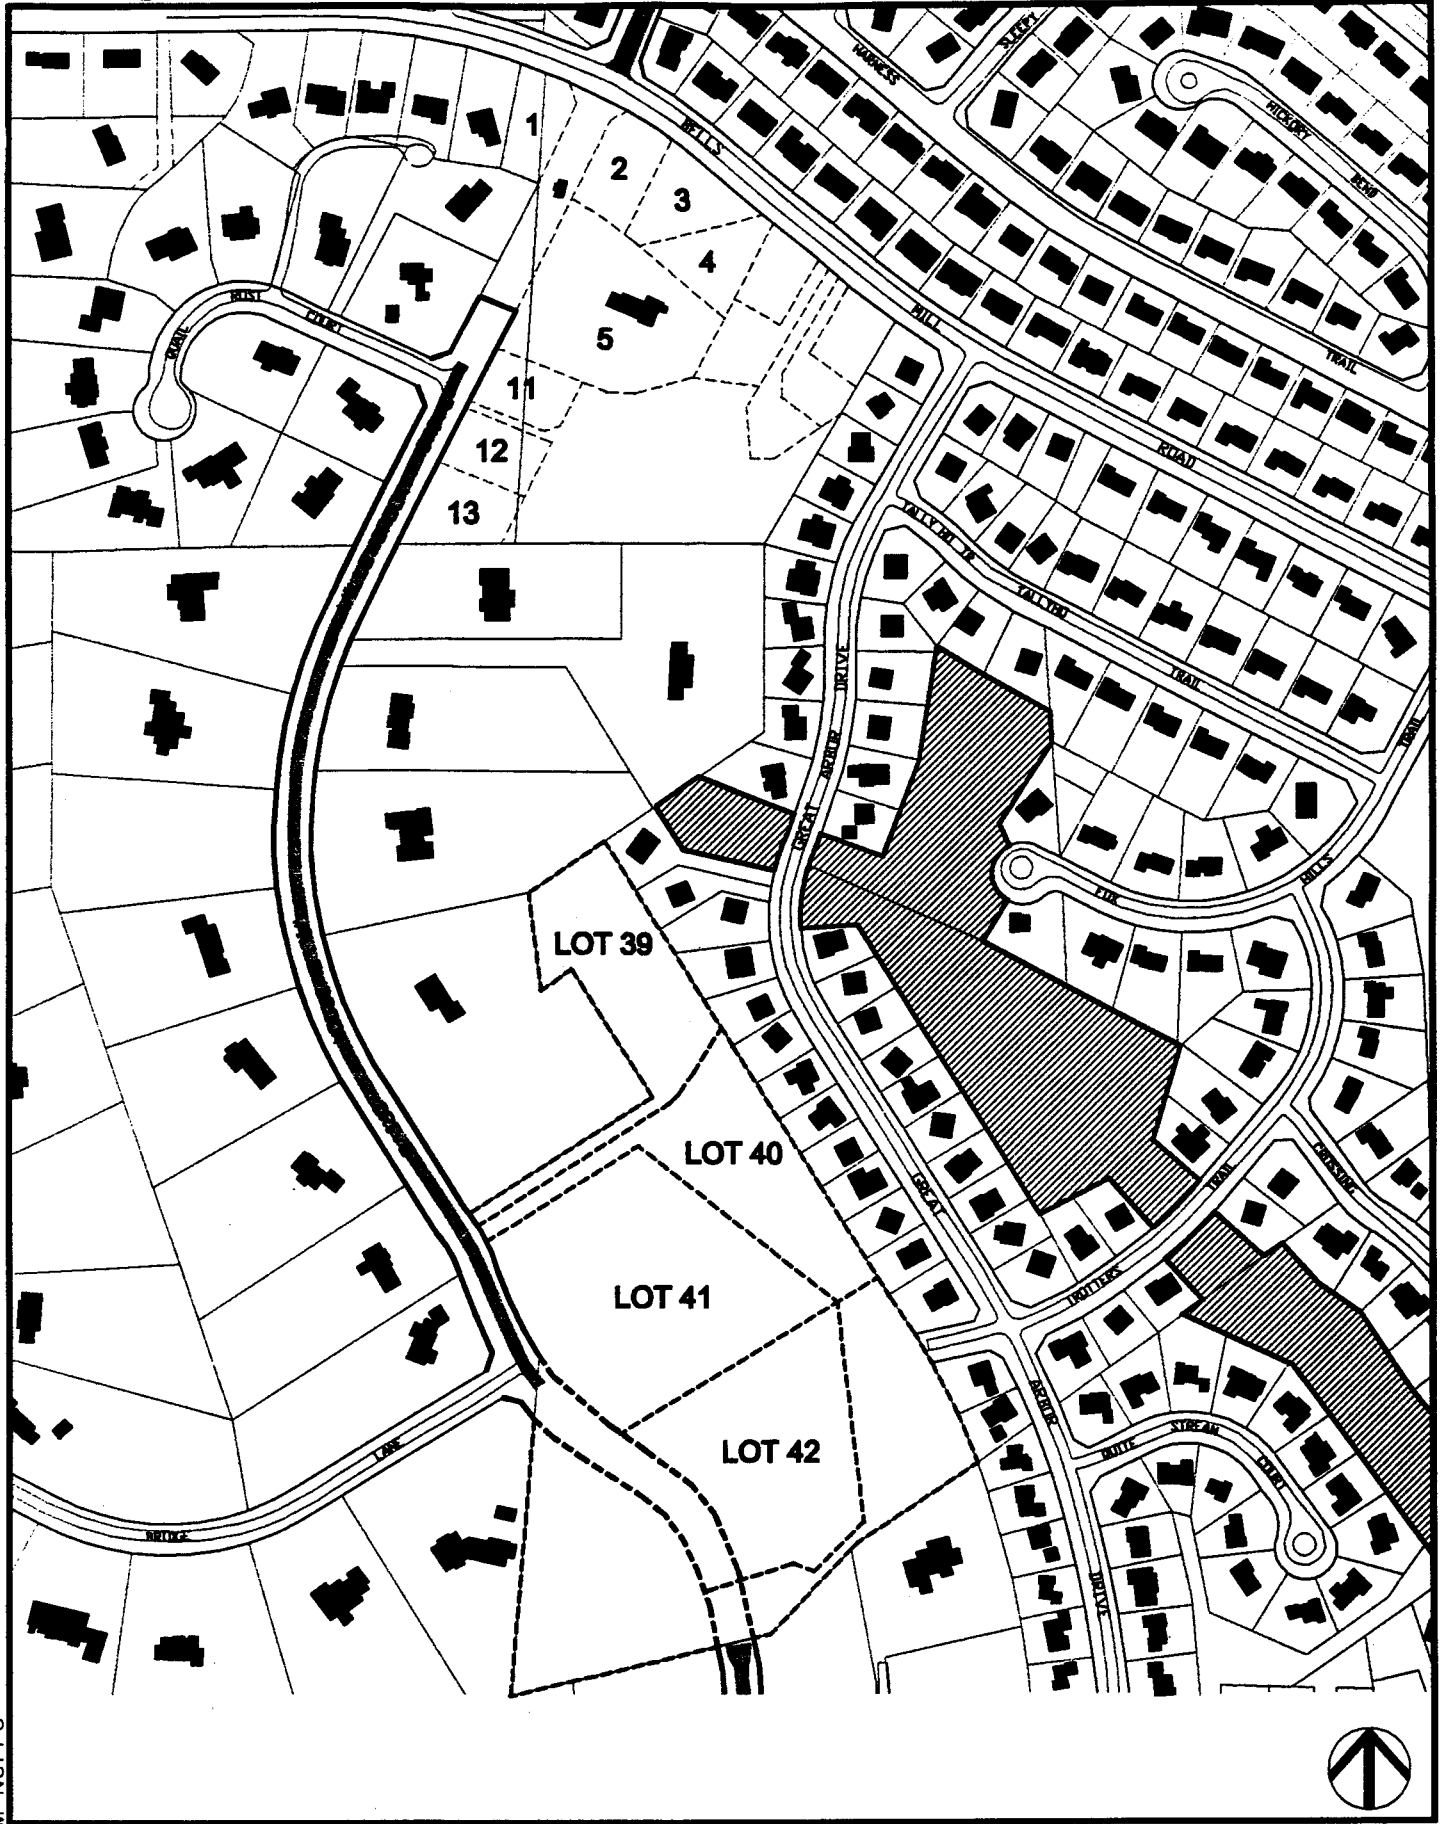 SLEEPY
HARNESS
HICKORY
BEND
BELLS
1
2
3
4
QUAIL
RUST
COURT
5
MILL
TRAIL
11
12
13
ROAD
TALLY HO TR
TALLYHO
TRAIL
TRAIL
DRIVE
ARBOR
GREAT
FOX
HILLS
LOT 39
LOT 40
GREAT
TRAIL
CROSSING
LOT 41
TROTTERS
ARBOR
STREAM
COURT
LOT 42
LANE
BRIDGE
DRIVE